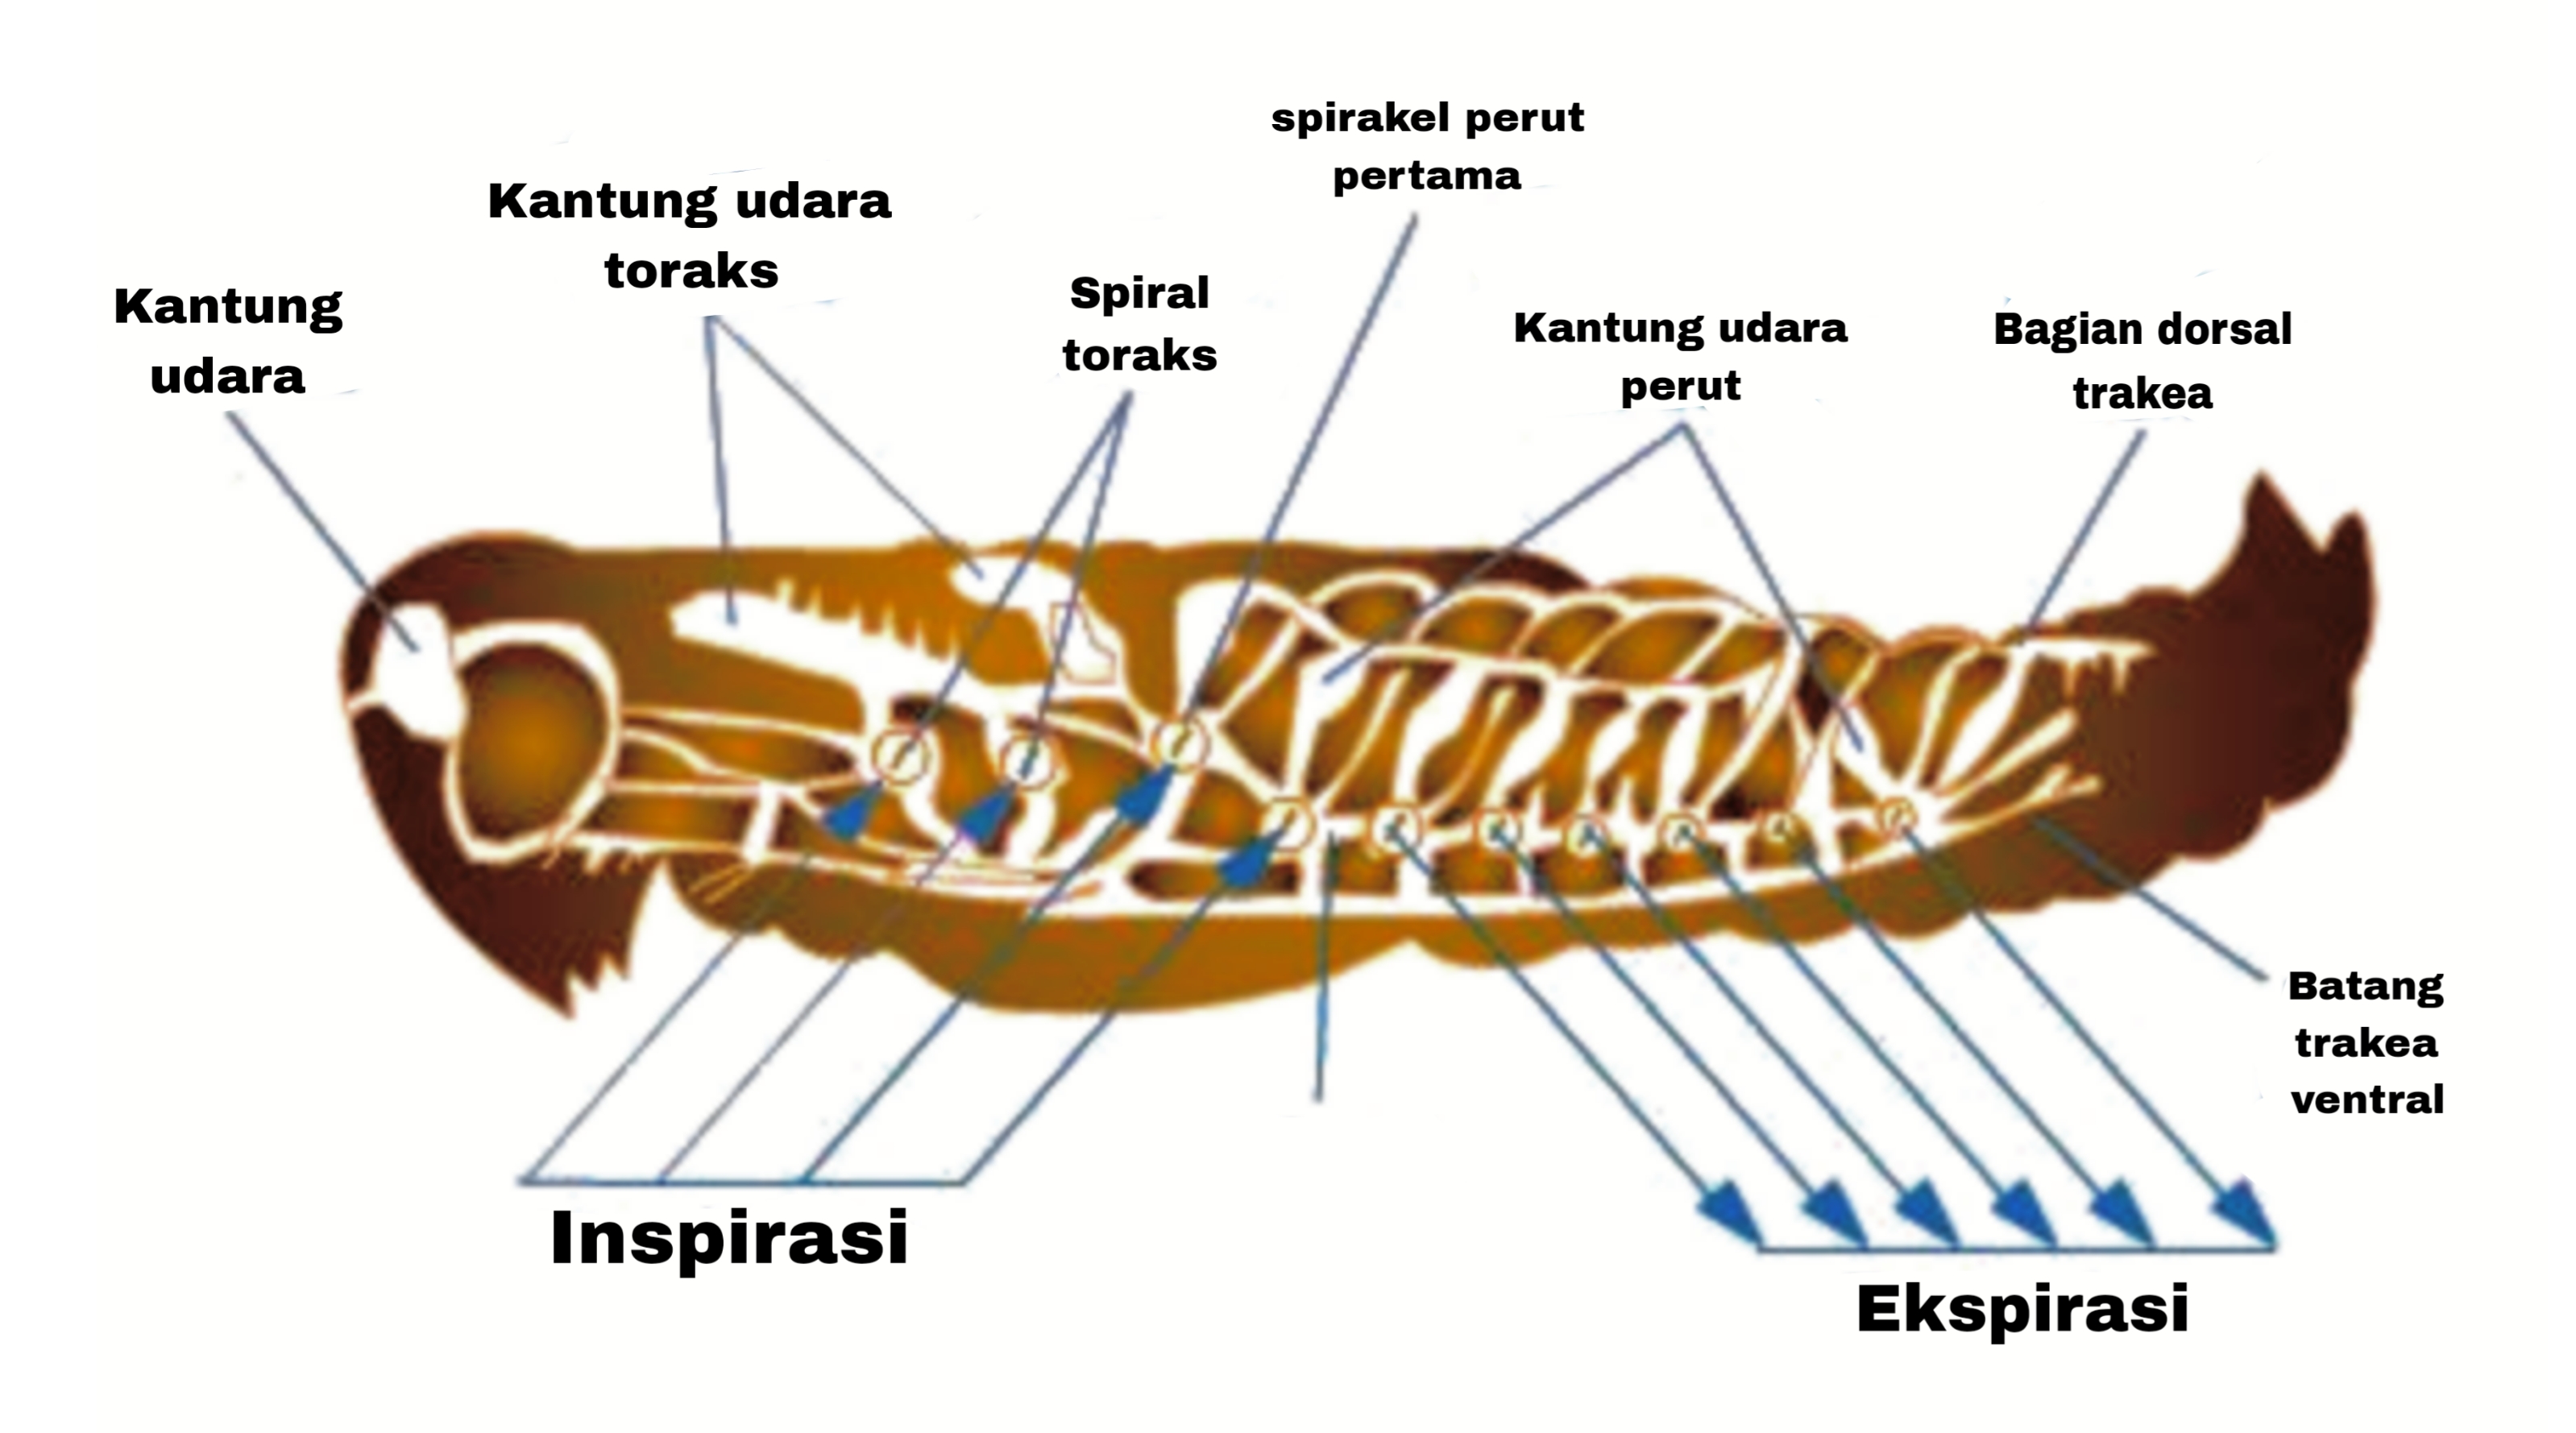 spirakel perut
pertama
Kantung udara
toraks
Kantung
udara
Spiral
toraks
Kantung udara
perut
Bagian dorsal
trakea
Batang
trakea
ventral
Inspirasi
Ekspirasi